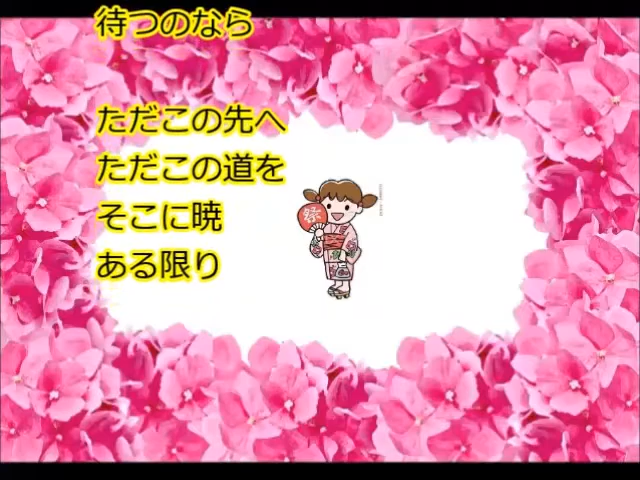 待つのなら
ただこの先へ
ただこの道を
そこに暁
ある限り
祭